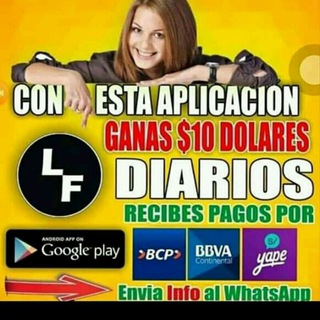 CON ESTA APLICACION
GANAS $10 DOLARES
LF
DIARIOS
RECIBES PAGOS POR
ANDROID APP ON
Google play
BCP
BBVA
Continental
S/
yape
Envia Info al WhatsApp